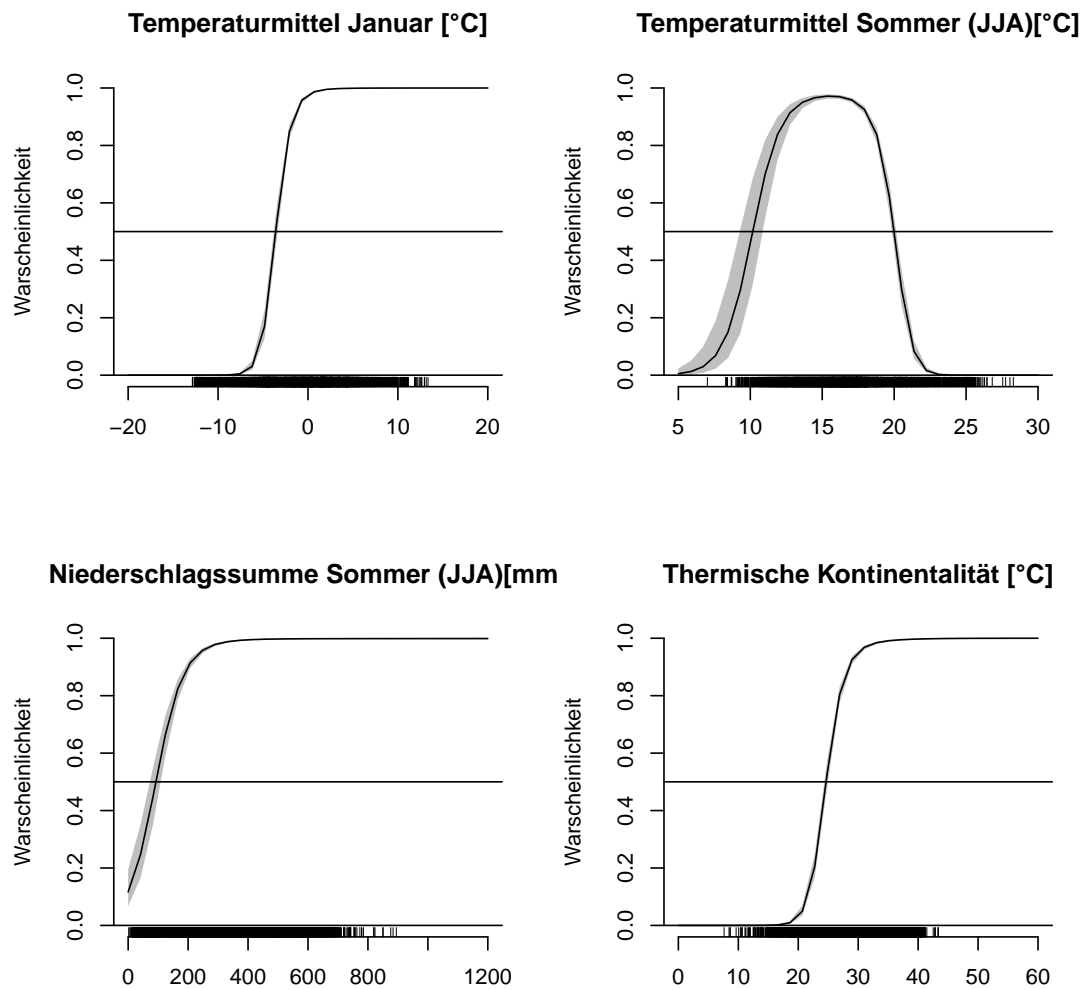 Temperaturmittel Januar [°C]
Warscheinlichkeit
1.0
0.8
0.6
0.4
0.2
0.0
−20 −10 0 10 20
Temperaturmittel Sommer (JJA)[°C]
Warscheinlichkeit
1.0
0.8
0.6
0.4
0.2
0.0
5 10 15 20 25 30
Niederschlagssumme Sommer (JJA)[mm
Warscheinlichkeit
1.0
0.8
0.6
0.4
0.2
0.0
0 200 400 600 800 1200
Thermische Kontinentalität [°C]
Warscheinlichkeit
1.0
0.8
0.6
0.4
0.2
0.0
0 10 20 30 40 50 60